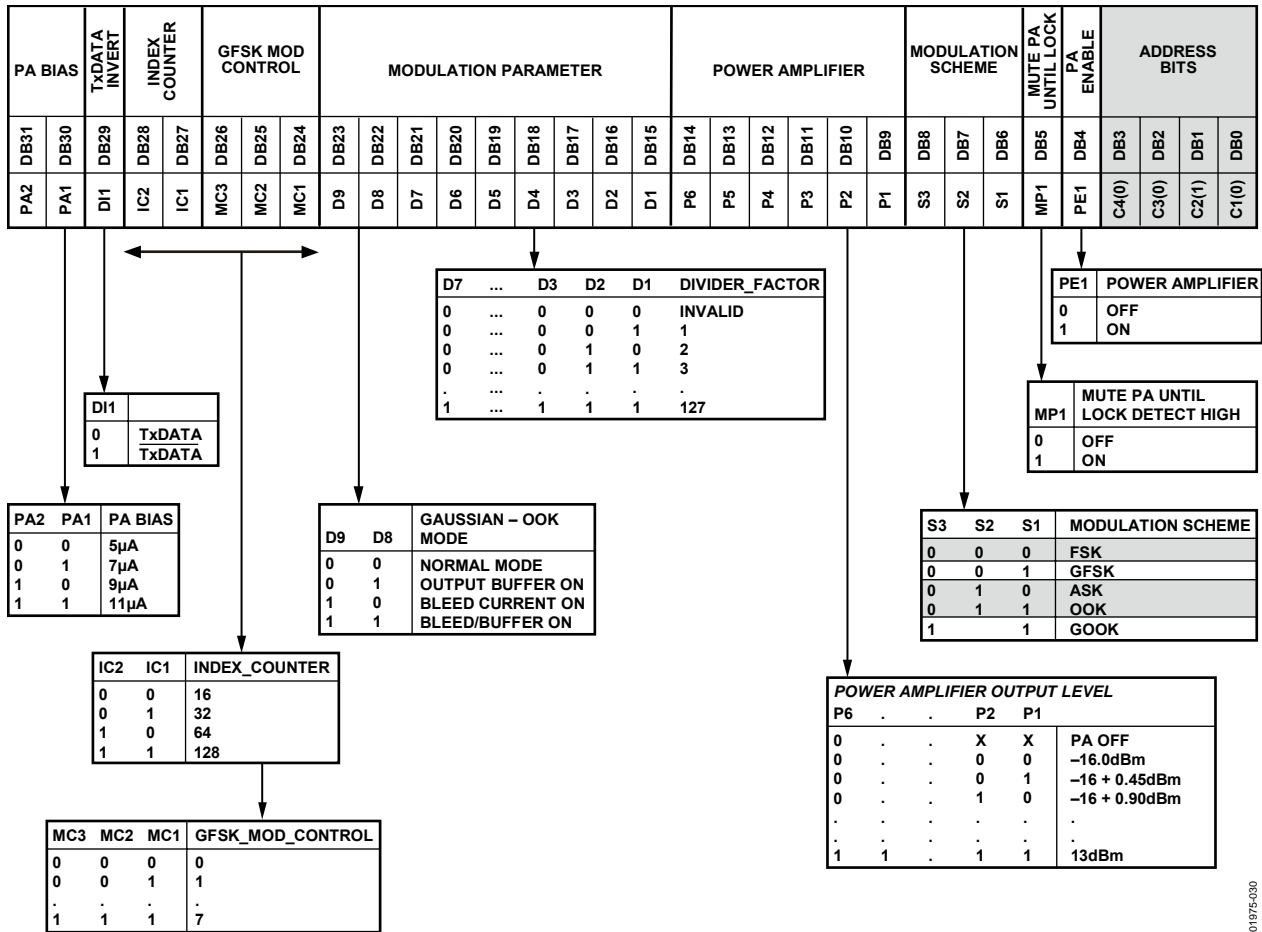 PA BIAS
TxDATA INVERT
INDEX COUNTER
GFSK MOD CONTROL
MODULATION PARAMETER
POWER AMPLIFIER
MODULATION SCHEME
MUTE PA UNTIL LOCK
PA ENABLE
ADDRESS BITS
DB31 DB30 DB29 DB28 DB27 DB26 DB25 DB24 DB23 DB22 DB21 DB20 DB19 DB18 DB17 DB16 DB15 DB14 DB13 DB12 DB11 DB10 DB9 DB8 DB7 DB6 DB5 DB4 DB3 DB2 DB1 DB0
PA2 PA1 DI1 IC2 IC1 MC3 MC2 MC1 D9 D8 D7 D6 D5 D4 D3 D2 D1 P6 P5 P4 P3 P2 P1 S3 S2 S1 MP1 PE1 C4(0) C3(0) C2(1) C1(0)
D7 ... D3 D2 D1 DIVIDER_FACTOR
0 ... 0 0 0 INVALID
0 ... 0 0 1 1
0 ... 0 1 0 2
0 ... 0 1 1 3
. ... . . . .
1 ... 1 1 1 127
PE1 POWER AMPLIFIER
0 OFF
1 ON
DI1
0 TxDATA
1 TxDATA
MP1 MUTE PA UNTIL
LOCK DETECT HIGH
0 OFF
1 ON
PA2 PA1 PA BIAS
0 0 5µA
0 1 7µA
1 0 9µA
1 1 11µA
D9 D8 GAUSSIAN – OOK
MODE
0 0 NORMAL MODE
0 1 OUTPUT BUFFER ON
1 0 BLEED CURRENT ON
1 1 BLEED/BUFFER ON
S3 S2 S1 MODULATION SCHEME
0 0 0 FSK
0 0 1 GFSK
0 1 0 ASK
0 1 1 OOK
1 1 GOOK
IC2 IC1 INDEX_COUNTER
0 0 16
0 1 32
1 0 64
1 1 128
POWER AMPLIFIER OUTPUT LEVEL
P6 . . P2 P1
0 . . X X PA OFF
0 . . 0 0 –16.0dBm
0 . . 0 1 –16 + 0.45dBm
0 . . 1 0 –16 + 0.90dBm
. . . . . .
. . . . . .
1 1 . 1 1 13dBm
MC3 MC2 MC1 GFSK_MOD_CONTROL
0 0 0 0
0 0 1 1
. . . .
1 1 1 7
01975-030